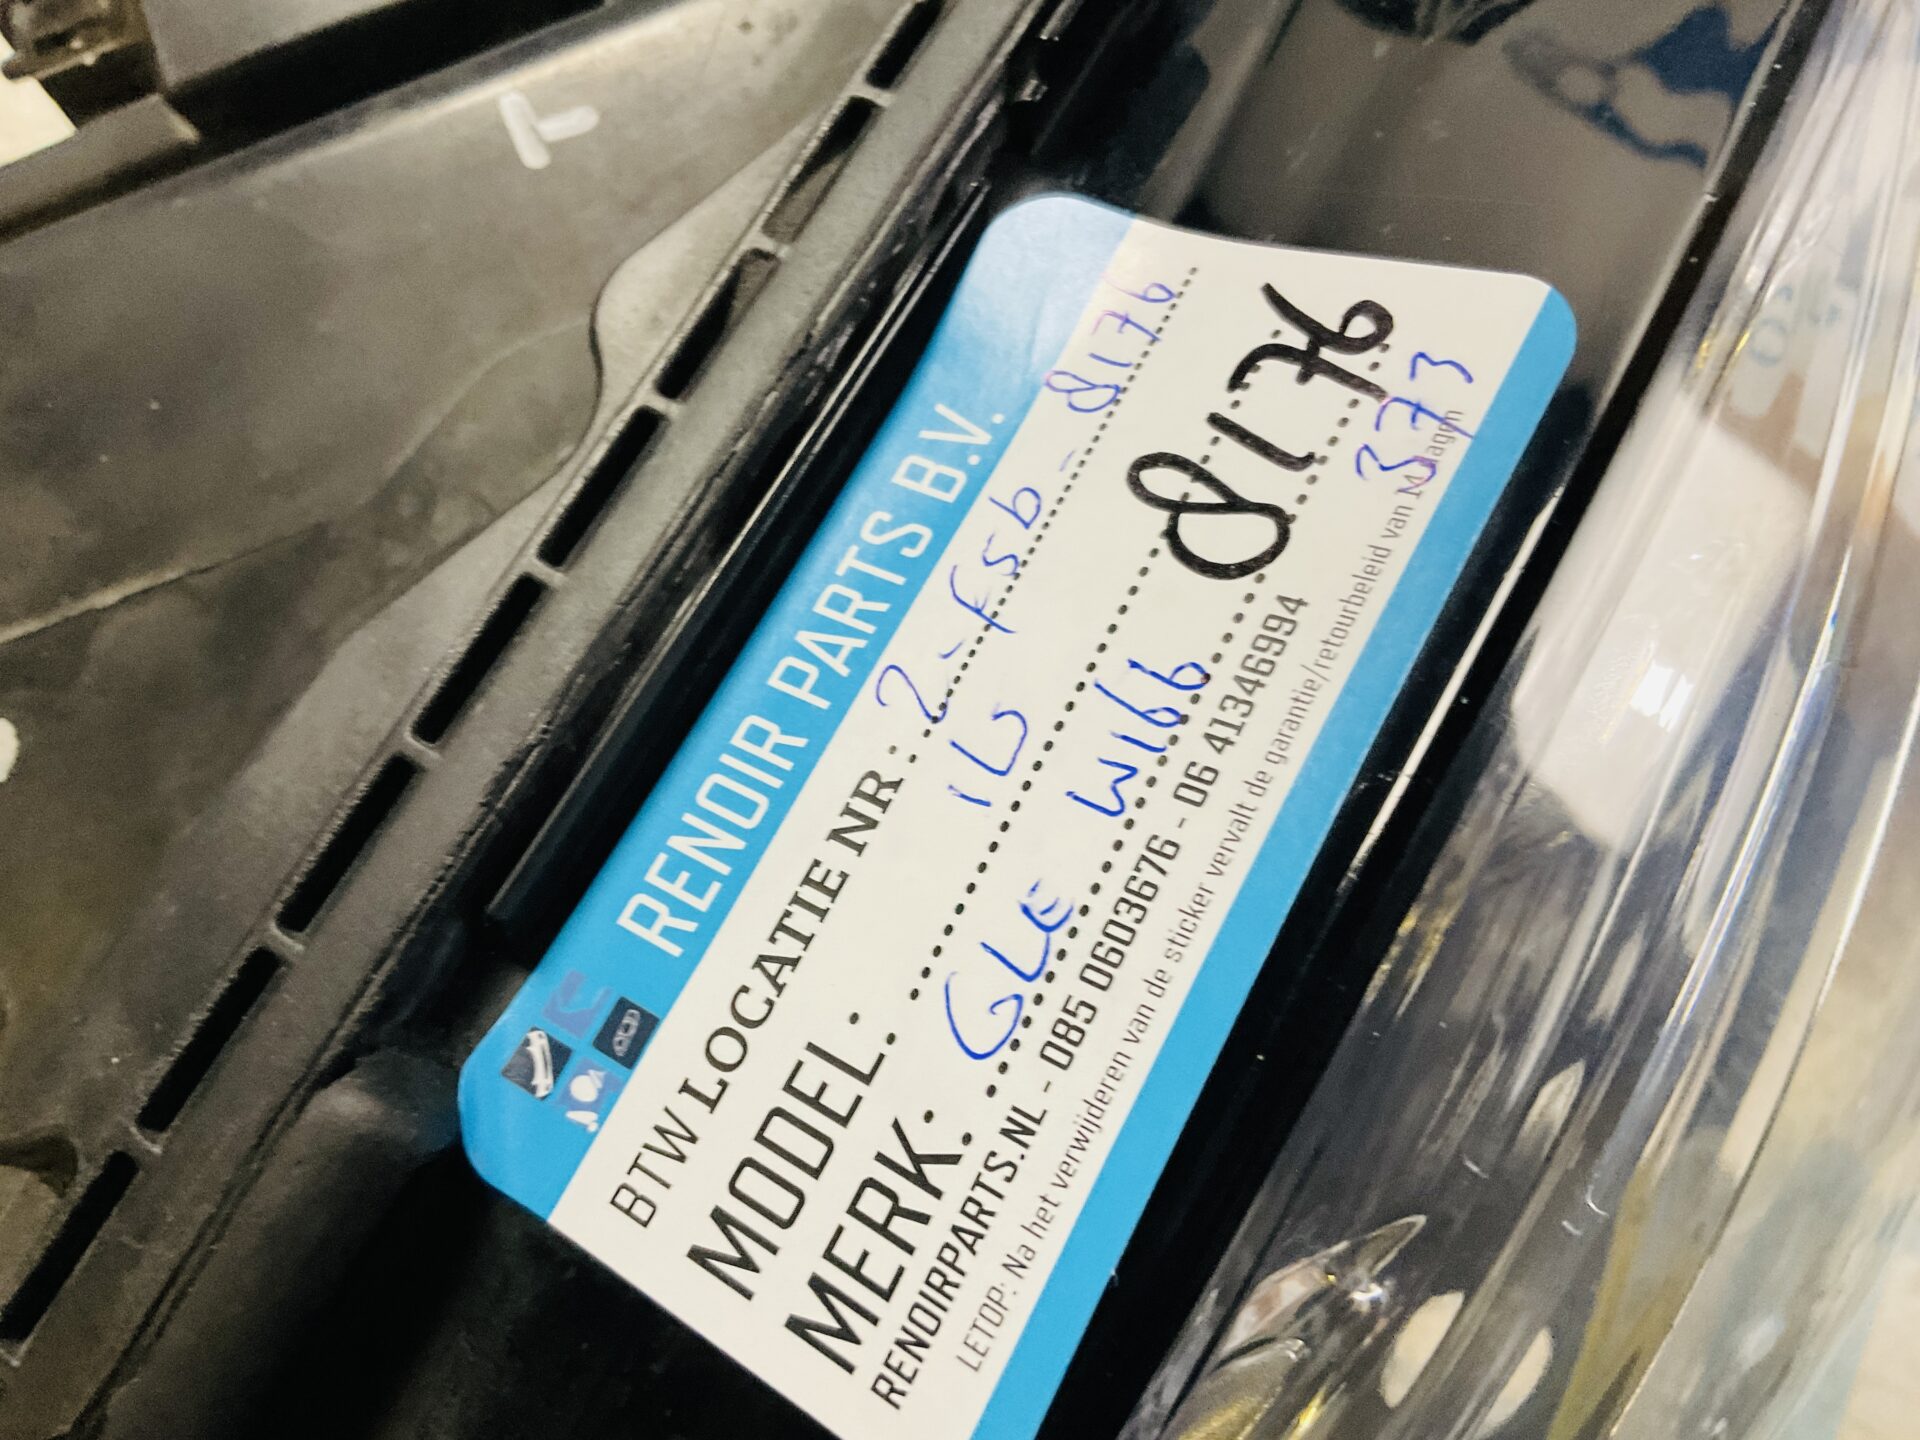 RENOIR PARTS B.V.
BTW LOCATIE NR: 2-F5b-8176
MODEL: IU
8176
MERK: GLE W166
373
RENOIRPARTS.NL - 085 0603676 - 06 41346994
LETOP: Na het verwijderen van de sticker vervalt de garantie/retourbeleid van